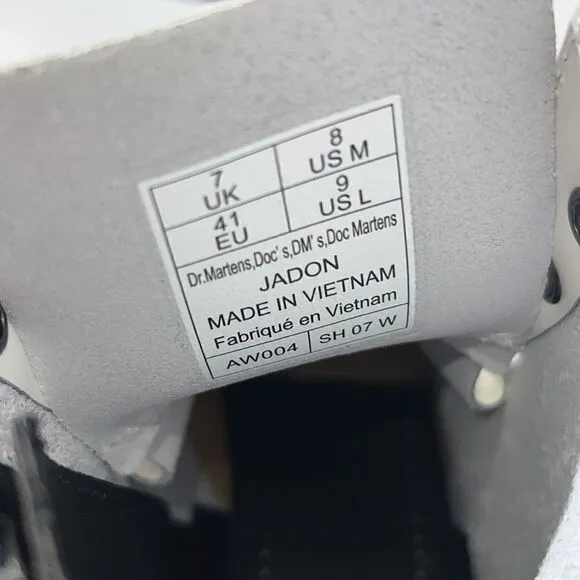 7 UK
8 US M
41 EU
9 US L
Dr.Martens,Doc's,DM's,Doc Martens
JADON
MADE IN VIETNAM
Fabriqué en Vietnam
AW004 SH 07 W